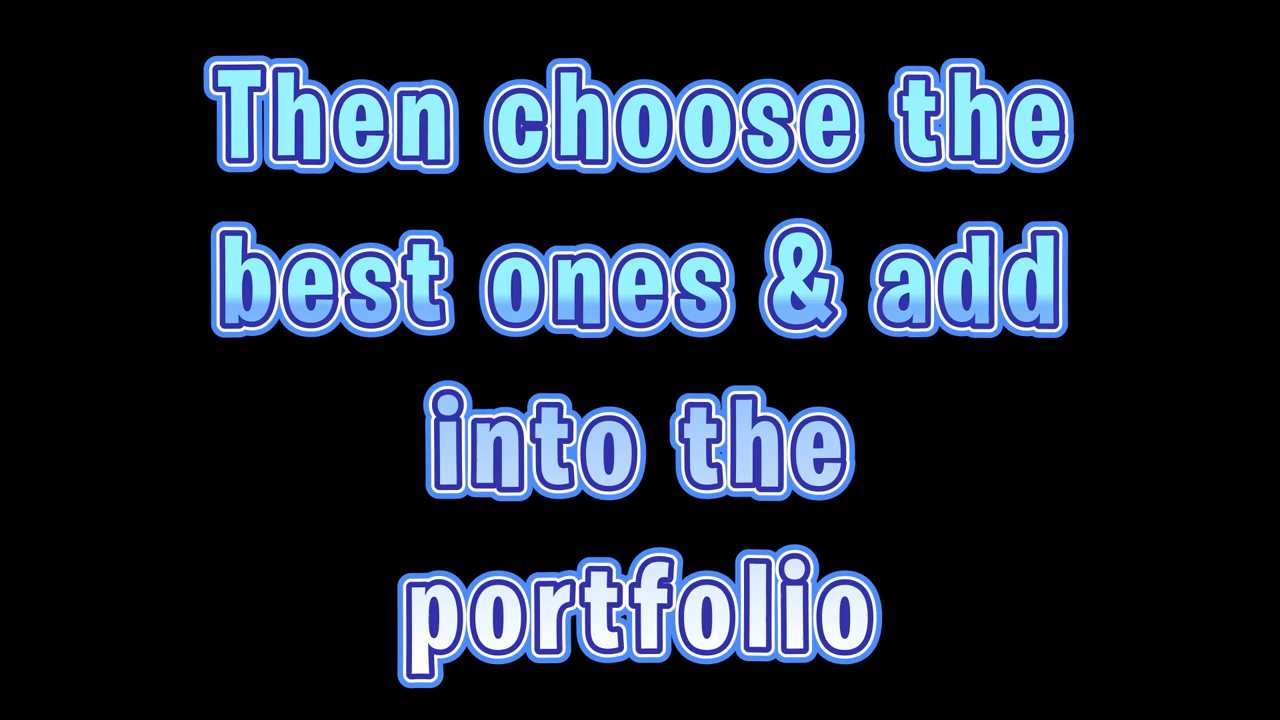 Then choose the
best ones & add
into the
portfolio